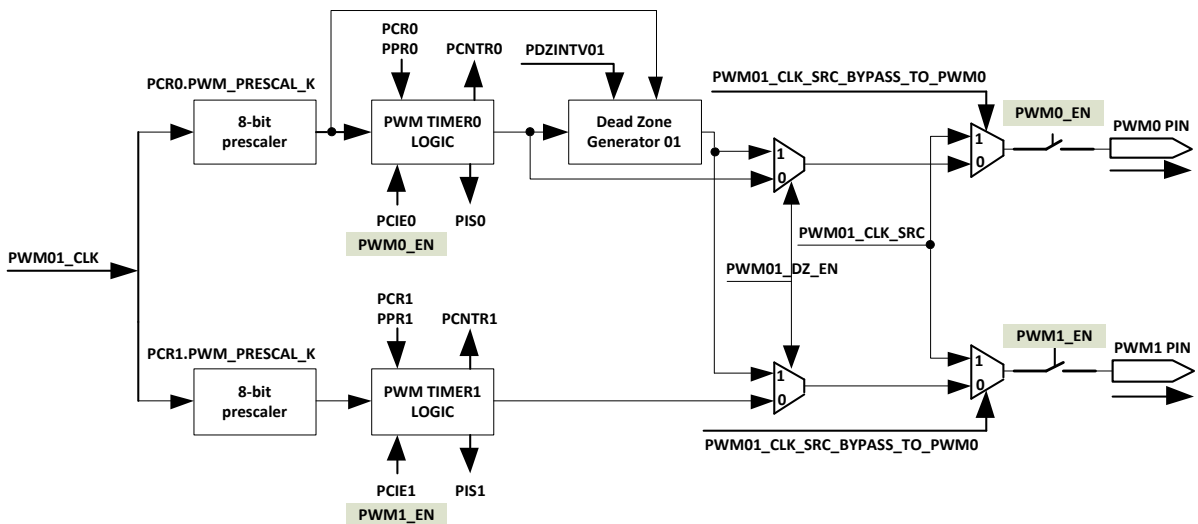 PCR0
PPR0
PCNTR0
PDZINTV01
PWM01_CLK_SRC_BYPASS_TO_PWM0
PCR0.PWM_PRESCAL_K
8-bit
prescaler
PWM TIMER0
LOGIC
Dead Zone
Generator 01
PWM0_EN
PWM0 PIN
1
0
1
0
PCIE0
PIS0
PWM0_EN
PWM01_CLK_SRC
PWM01_CLK
PWM01_DZ_EN
PCR1
PPR1
PCNTR1
PCR1.PWM_PRESCAL_K
8-bit
prescaler
PWM TIMER1
LOGIC
PWM1_EN
PWM1 PIN
1
0
1
0
PWM01_CLK_SRC_BYPASS_TO_PWM0
PCIE1
PIS1
PWM1_EN